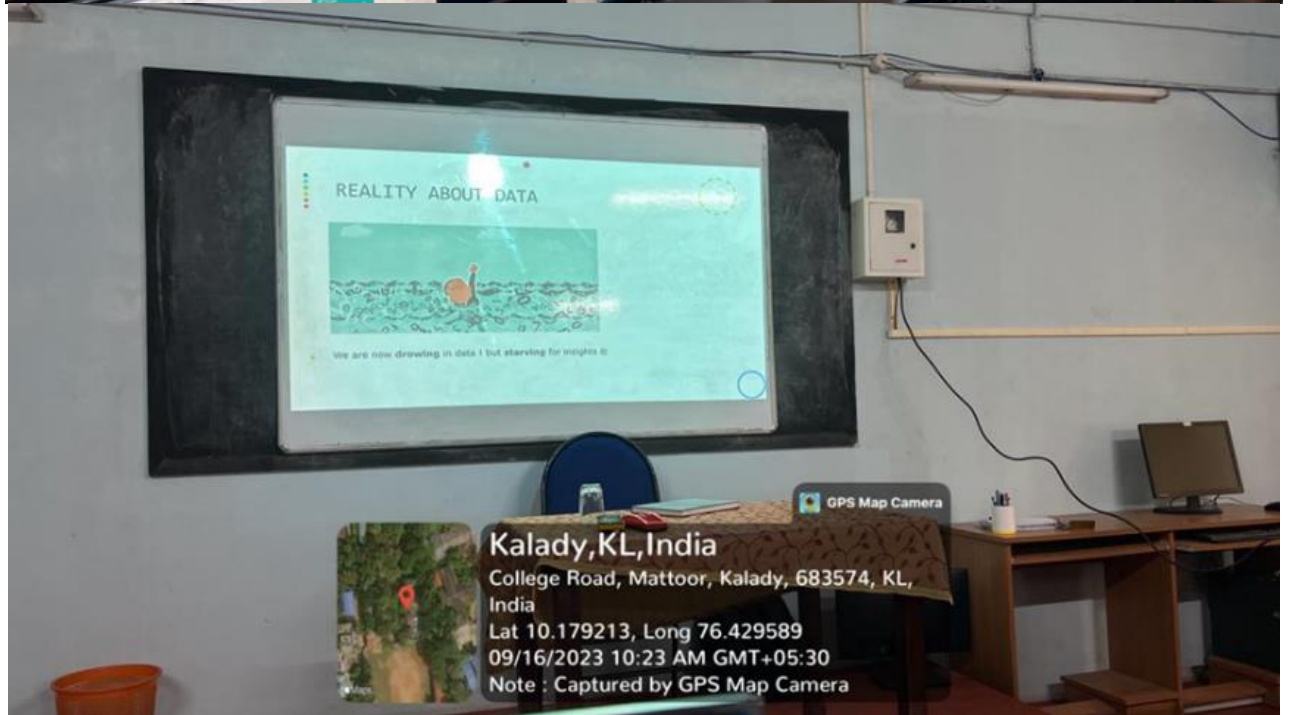 REALITY ABOUT DATA
We are now drowing in data ! but starving for insights
GPS Map Camera
Kalady,KL,India
College Road, Mattoor, Kalady, 683574, KL,
India
Lat 10.179213, Long 76.429589
09/16/2023 10:23 AM GMT+05:30
Note : Captured by GPS Map Camera
Maps